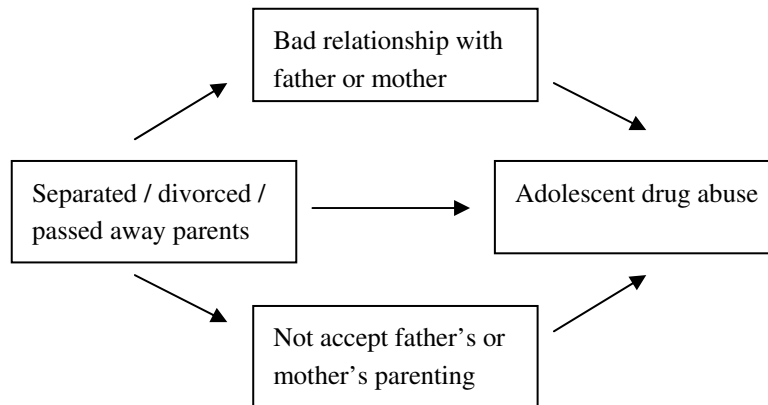 Bad relationship with
father or mother
Separated / divorced /
passed away parents
Adolescent drug abuse
Not accept father’s or
mother’s parenting